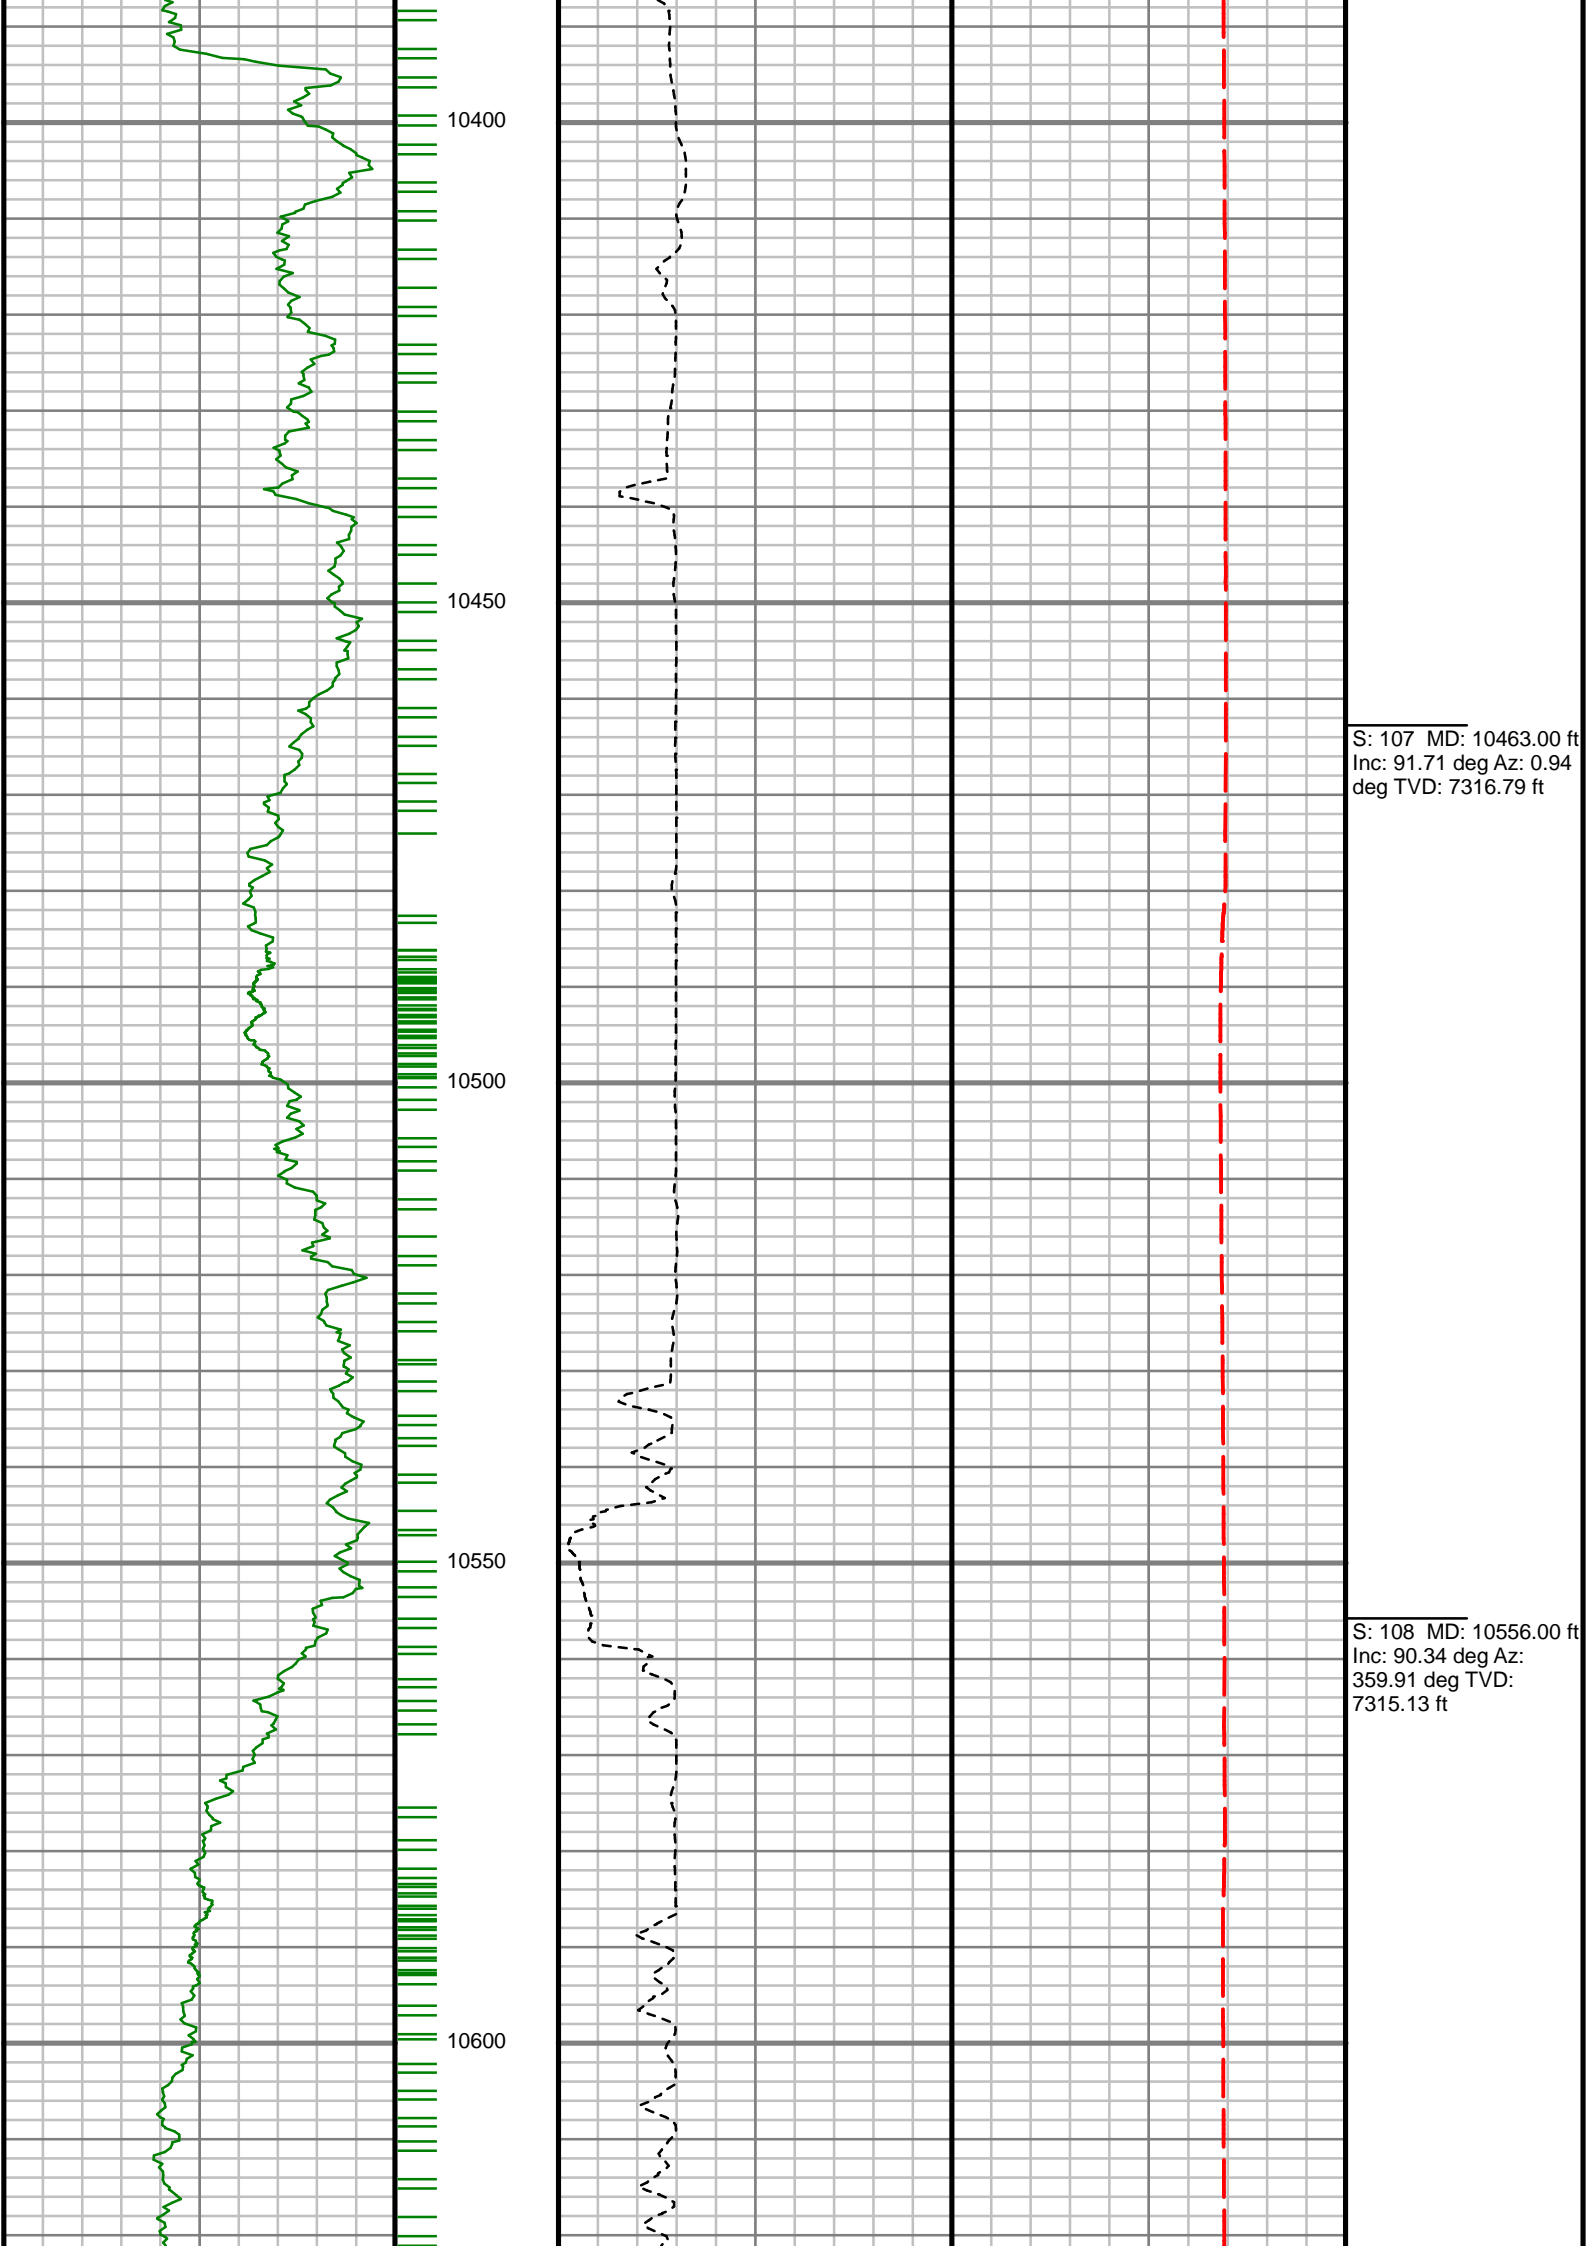 10400
10450
S: 107 MD: 10463.00 ft
Inc: 91.71 deg Az: 0.94
deg TVD: 7316.79 ft
10500
10550
S: 108 MD: 10556.00 ft
Inc: 90.34 deg Az:
359.91 deg TVD:
7315.13 ft
10600